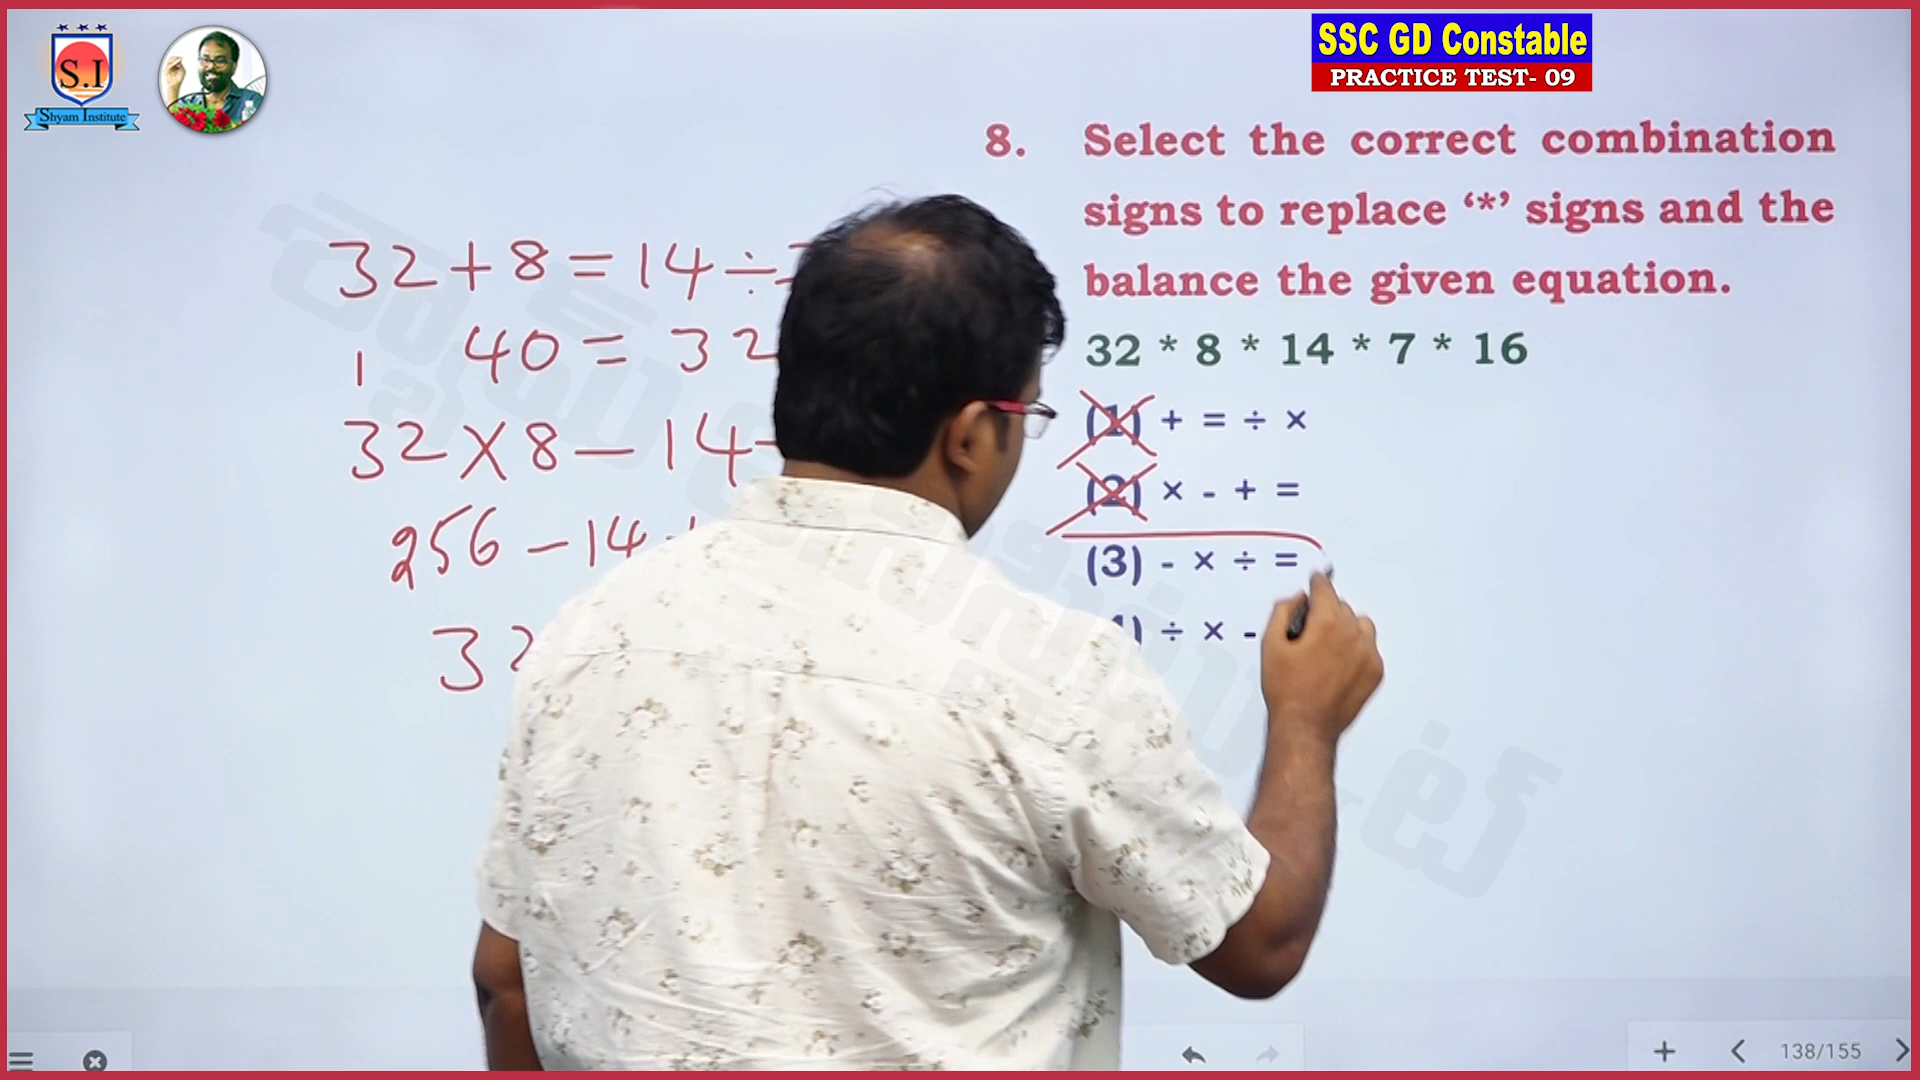 S.I
Shyam Institute
SSC GD Constable
PRACTICE TEST- 09
8. Select the correct combination
signs to replace ‘*’ signs and the
balance the given equation.
32 * 8 * 14 * 7 * 16
(1) + = ÷ ×
(2) × - + =
(3) - × ÷ =
÷ × -
32 + 8 = 14 ÷
1 40 = 32
32 × 8 – 14
256 – 14
32
138/155